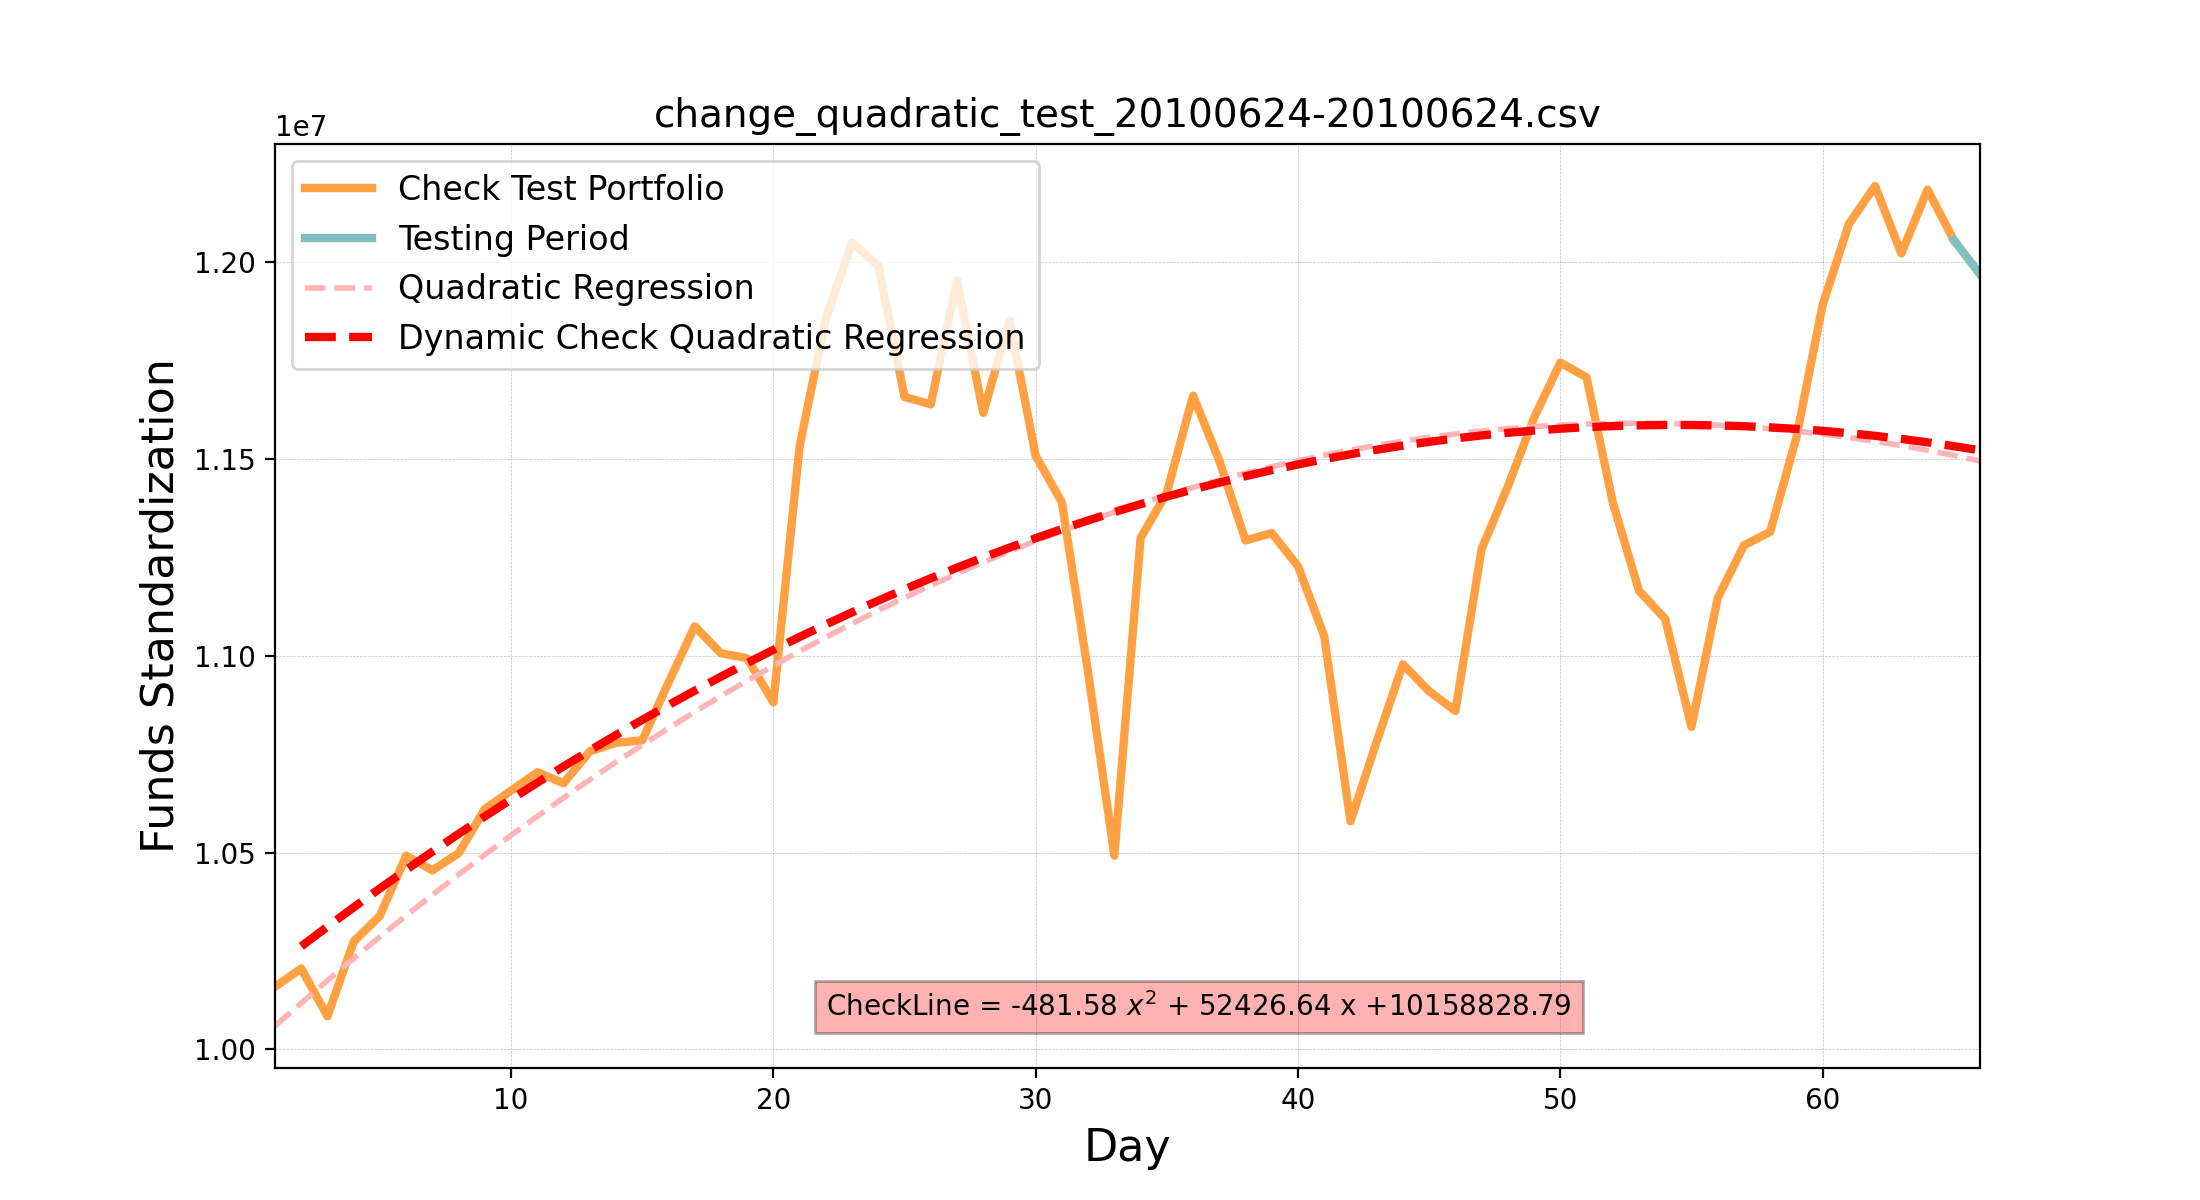 change_quadratic_test_20100624-20100624.csv
1e7
Check Test Portfolio
Testing Period
Quadratic Regression
Dynamic Check Quadratic Regression
1.20
1.15
1.10
1.05
1.00
Funds Standardization
CheckLine = -481.58 x² + 52426.64 x +10158828.79
10 20 30 40 50 60
Day